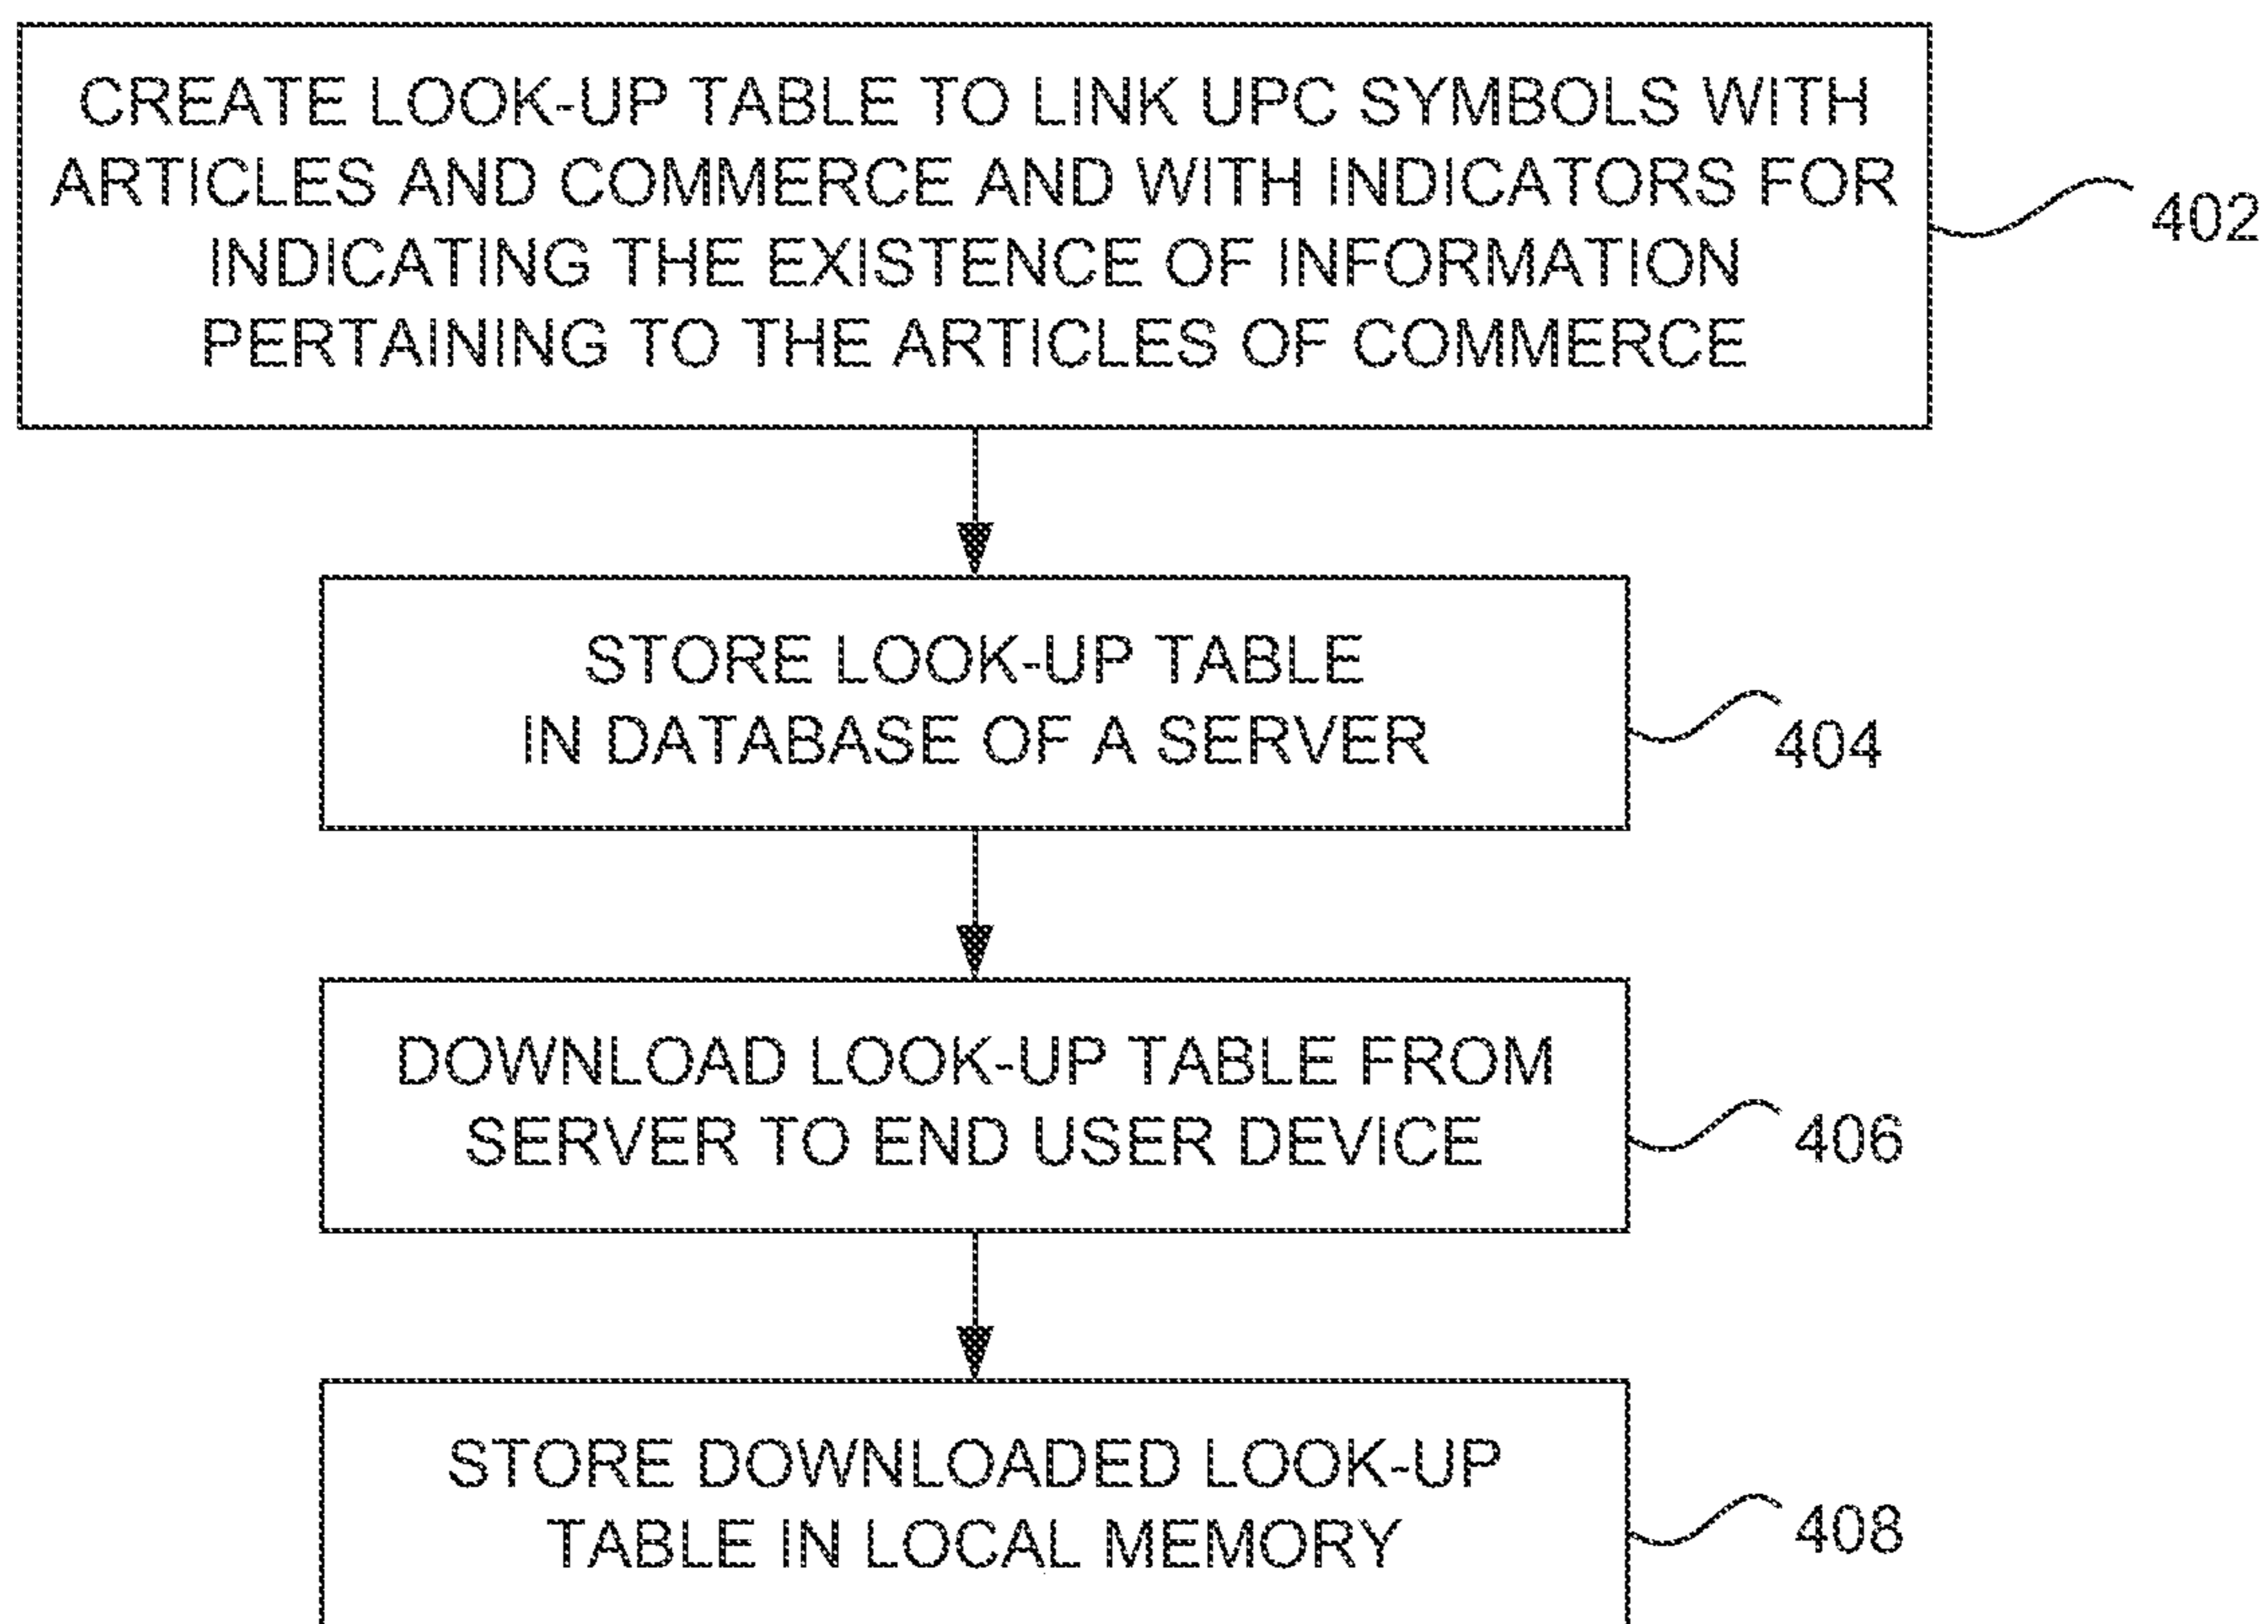 CREATE LOOK-UP TABLE TO LINK UPC SYMBOLS WITH
ARTICLES AND COMMERCE AND WITH INDICATORS FOR
INDICATING THE EXISTENCE OF INFORMATION
PERTAINING TO THE ARTICLES OF COMMERCE
402
STORE LOOK-UP TABLE
IN DATABASE OF A SERVER
404
DOWNLOAD LOOK-UP TABLE FROM
SERVER TO END USER DEVICE
406
STORE DOWNLOADED LOOK-UP
TABLE IN LOCAL MEMORY
408